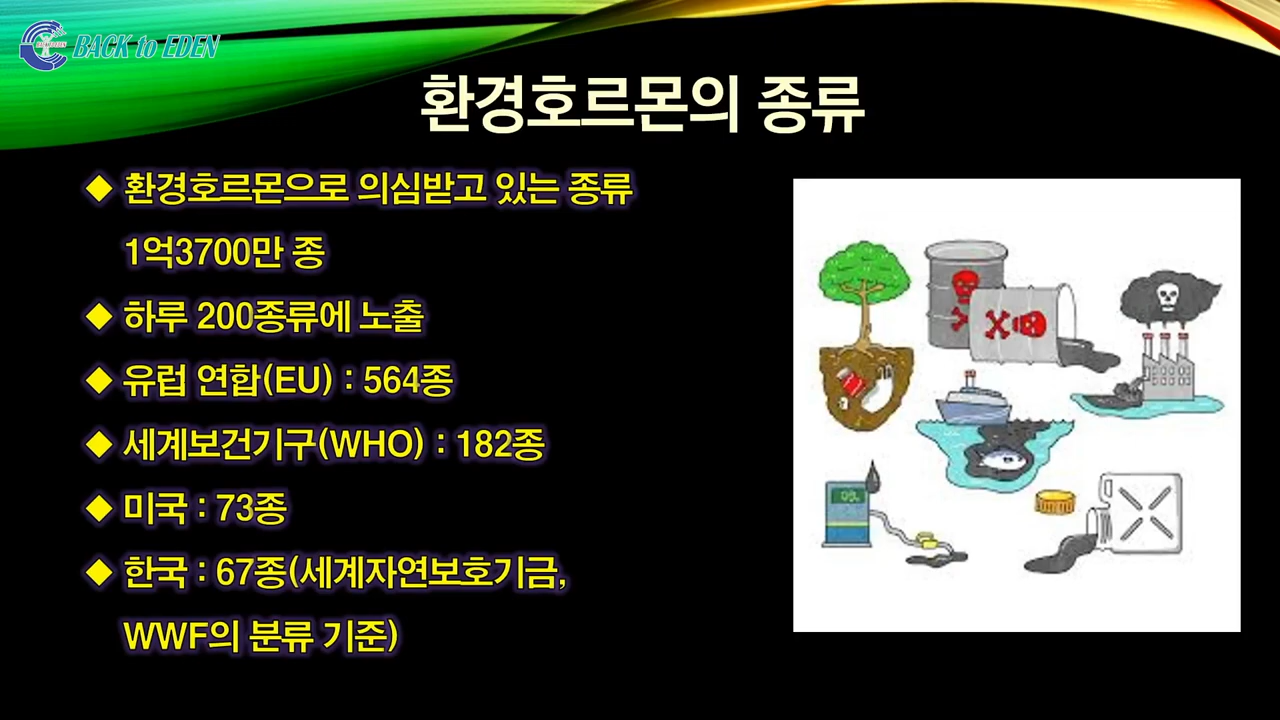 BACK to EDEN
환경호르몬의 종류
◆ 환경호르몬으로 의심받고 있는 종류
1억3700만 종
◆ 하루 200종류에 노출
◆ 유럽 연합(EU) : 564종
◆ 세계보건기구(WHO) : 182종
◆ 미국 : 73종
◆ 한국 : 67종(세계자연보호기금,
WWF의 분류 기준)